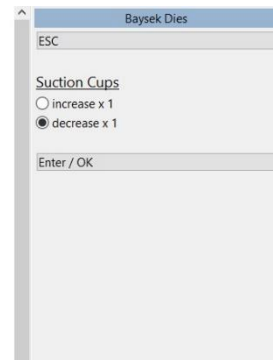 Baysek Dies
ESC
Suction Cups
increase x 1
decrease x 1
Enter / OK